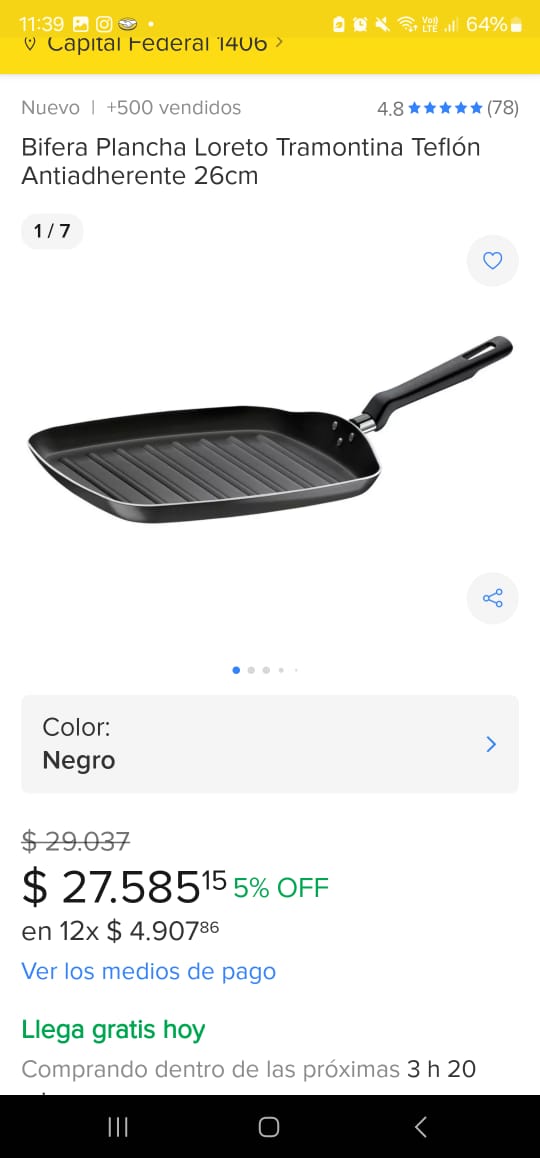 11:39
Vo))
LTE
64%
Capital Federal 1406
Nuevo | +500 vendidos
4.8 (78)
Bifera Plancha Loreto Tramontina Teflón
Antiadherente 26cm
1 / 7
Color:
Negro
$ 29.037
$ 27.585 15 5% OFF
en 12x $ 4.907 86
Ver los medios de pago
Llega gratis hoy
Comprando dentro de las próximas 3 h 20